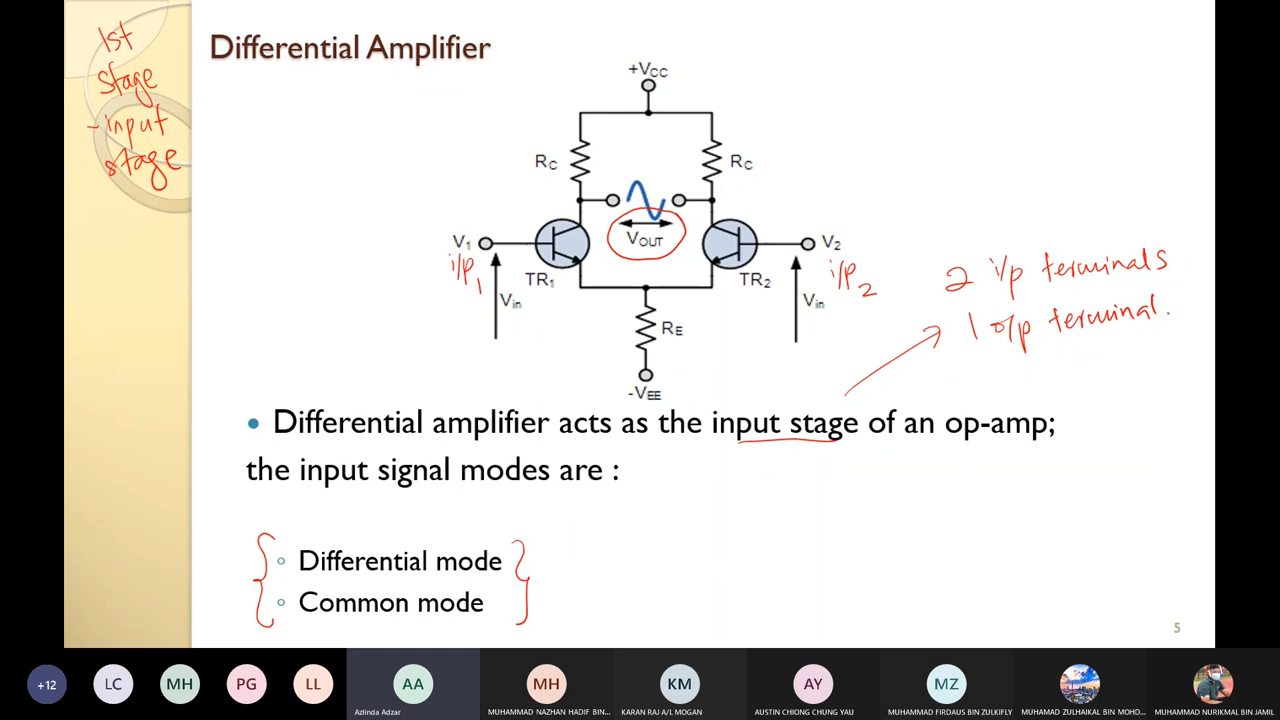 1st
stage
- input
stage
Differential Amplifier
+VCC
RC
RC
VOUT
V1
V2
i/p1
i/p2
TR1
TR2
Vin
Vin
RE
-VEE
2 i/p terminals
1 o/p terminal.
• Differential amplifier acts as the input stage of an op-amp;
the input signal modes are :
◦ Differential mode
◦ Common mode
5
+12
LC
MH
PG
LL
AA
MH
KM
AY
MZ
Azlinda Adzar
MUHAMMAD NAZHAN HADIF BIN...
KARAN RAJ A/L MOGAN
AUSTIN CHIONG CHUNG YAU
MUHAMMAD FIRDAUS BIN ZULKIFLY
MUHAMAD ZULHAIKAL BIN MOHD...
MUHAMMAD NURIKMAL BIN JAMIL